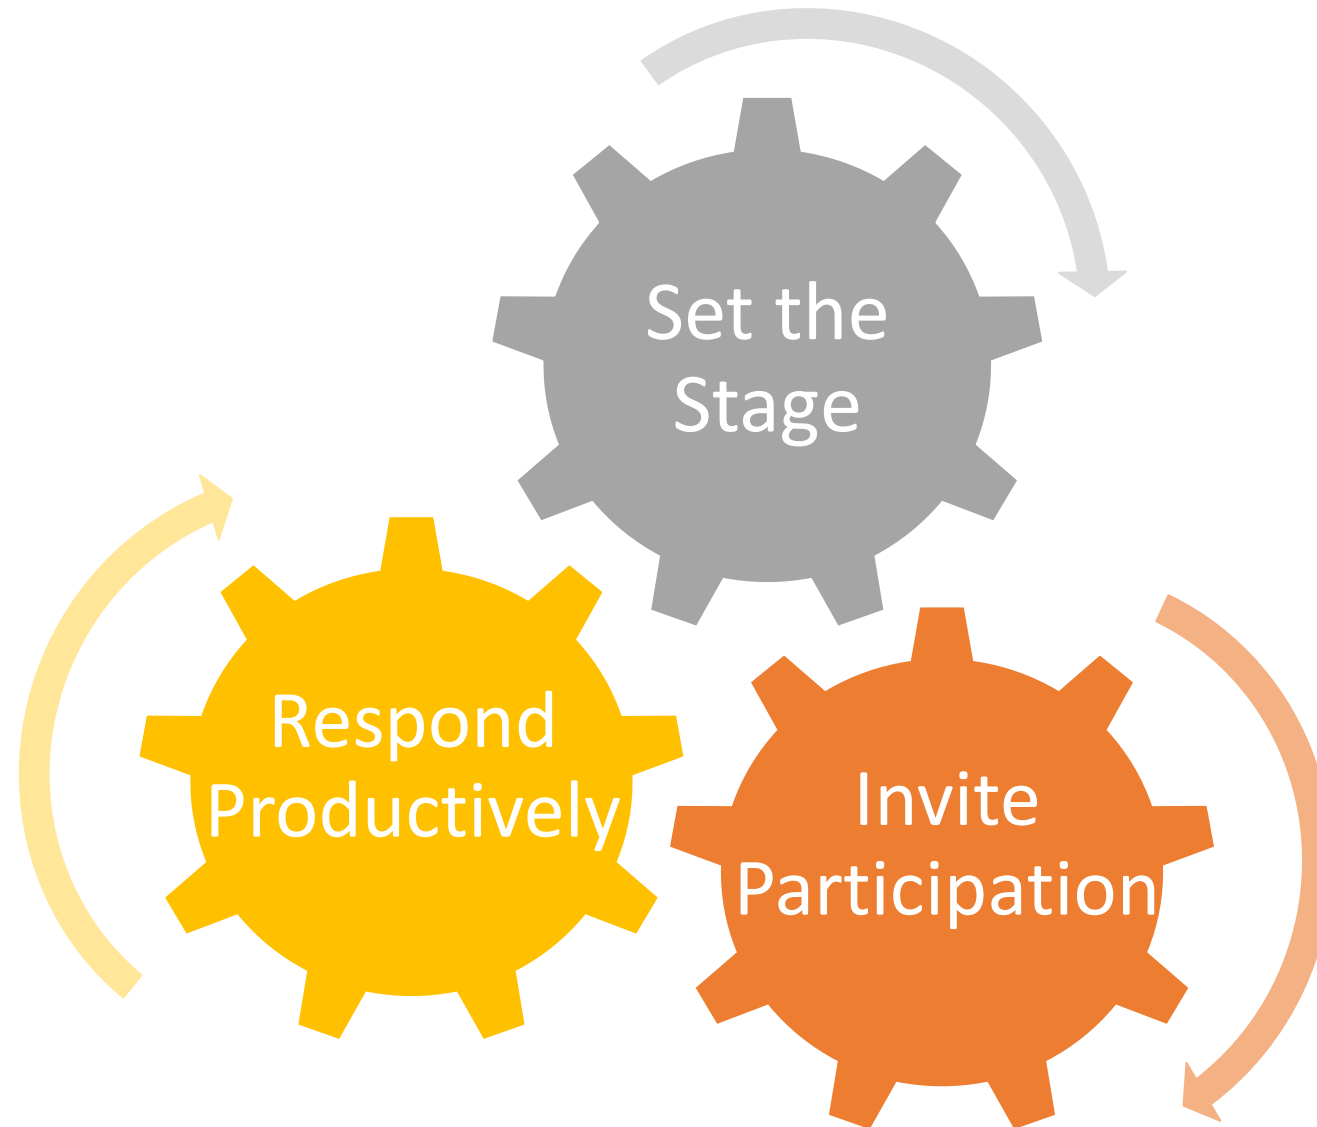 Set the
Stage
Respond
Productively
Invite
Participation